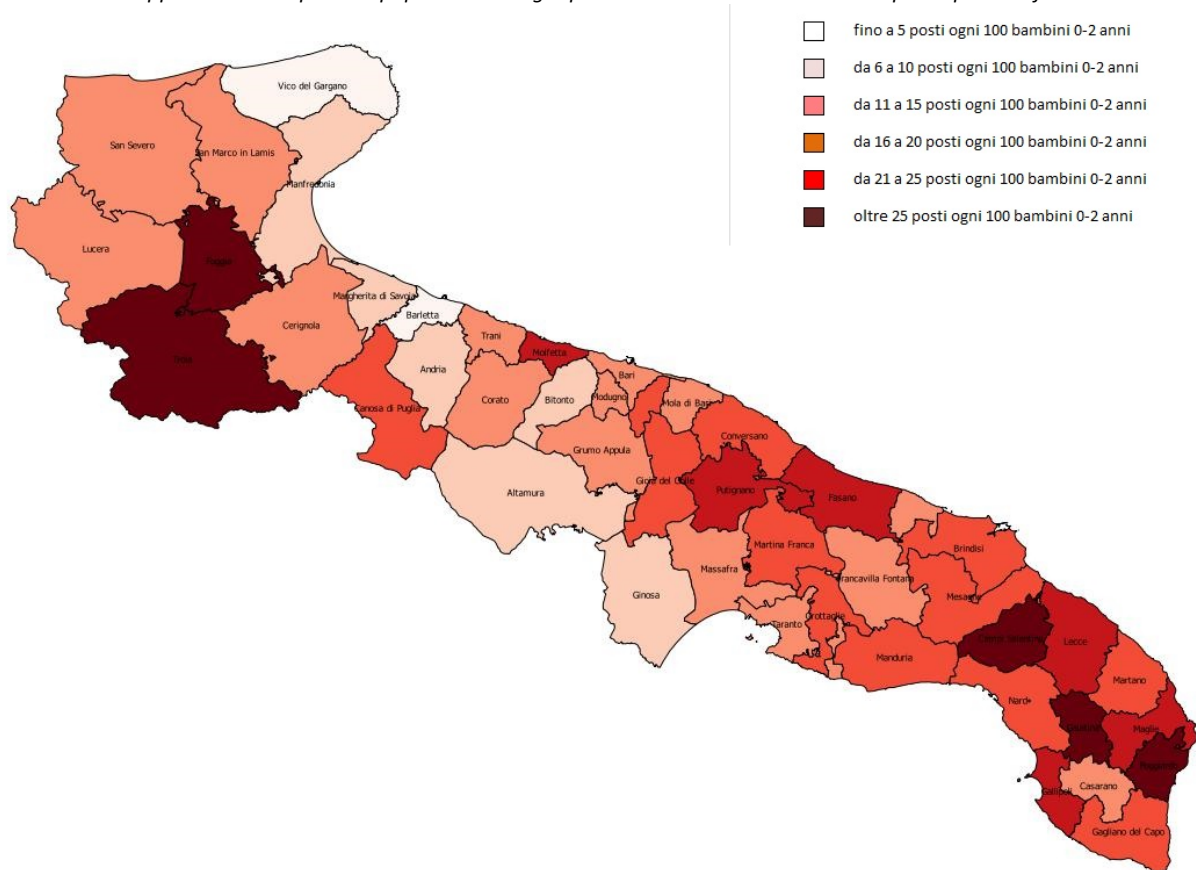 fino a 5 posti ogni 100 bambini 0-2 anni
da 6 a 10 posti ogni 100 bambini 0-2 anni
da 11 a 15 posti ogni 100 bambini 0-2 anni
da 16 a 20 posti ogni 100 bambini 0-2 anni
da 21 a 25 posti ogni 100 bambini 0-2 anni
oltre 25 posti ogni 100 bambini 0-2 anni
Vico del Gargano
San Severo
San Marco in Lamis
Manfredonia
Lucera
Foggia
Margherita di Savoia
Barletta
Cerignola
Trani
Molfetta
Andria
Bari
Canosa di Puglia
Corato
Bitonto
Modugno
Mola di Bari
Conversano
Grumo Appula
Gioia del Colle
Putignano
Altamura
Fasano
Martina Franca
Brindisi
Massafra
Francavilla Fontana
Ginosa
Mesagne
Grottaglie
Taranto
Lecce
Manduria
Martano
Maglie
Casarano
Gallipoli
Gagliano del Capo